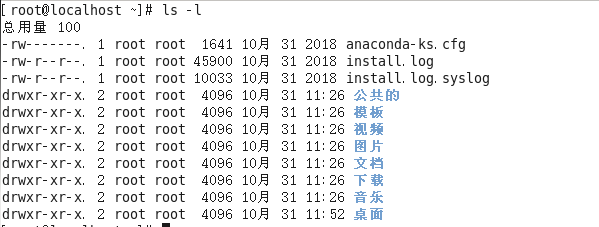 [root@localhost ~]# ls -l
总用量 100
-rw-------. 1 root root  1641 10月 31 2018 anaconda-ks.cfg
-rw-r--r--. 1 root root 45900 10月 31 2018 install.log
-rw-r--r--. 1 root root 10033 10月 31 2018 install.log.syslog
drwxr-xr-x. 2 root root  4096 10月 31 11:26 公共的
drwxr-xr-x. 2 root root  4096 10月 31 11:26 模板
drwxr-xr-x. 2 root root  4096 10月 31 11:26 视频
drwxr-xr-x. 2 root root  4096 10月 31 11:26 图片
drwxr-xr-x. 2 root root  4096 10月 31 11:26 文档
drwxr-xr-x. 2 root root  4096 10月 31 11:26 下载
drwxr-xr-x. 2 root root  4096 10月 31 11:26 音乐
drwxr-xr-x. 2 root root  4096 10月 31 11:52 桌面
[root@localhost ~]#